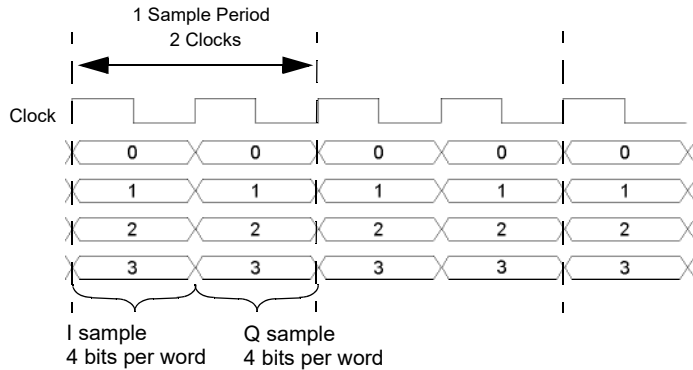 1 Sample Period
2 Clocks
Clock
0 0 0 0 0
1 1 1 1 1
2 2 2 2 2
3 3 3 3 3
I sample Q sample
4 bits per word 4 bits per word